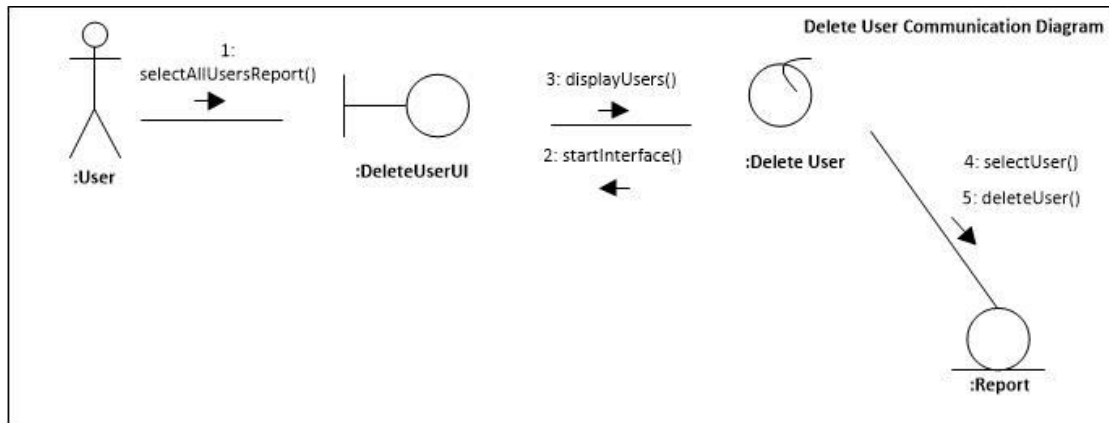 Delete User Communication Diagram
1:
selectAllUsersReport()
3: displayUsers()
2: startInterface()
:User
:DeleteUserUI
:Delete User
4: selectUser()
5: deleteUser()
:Report